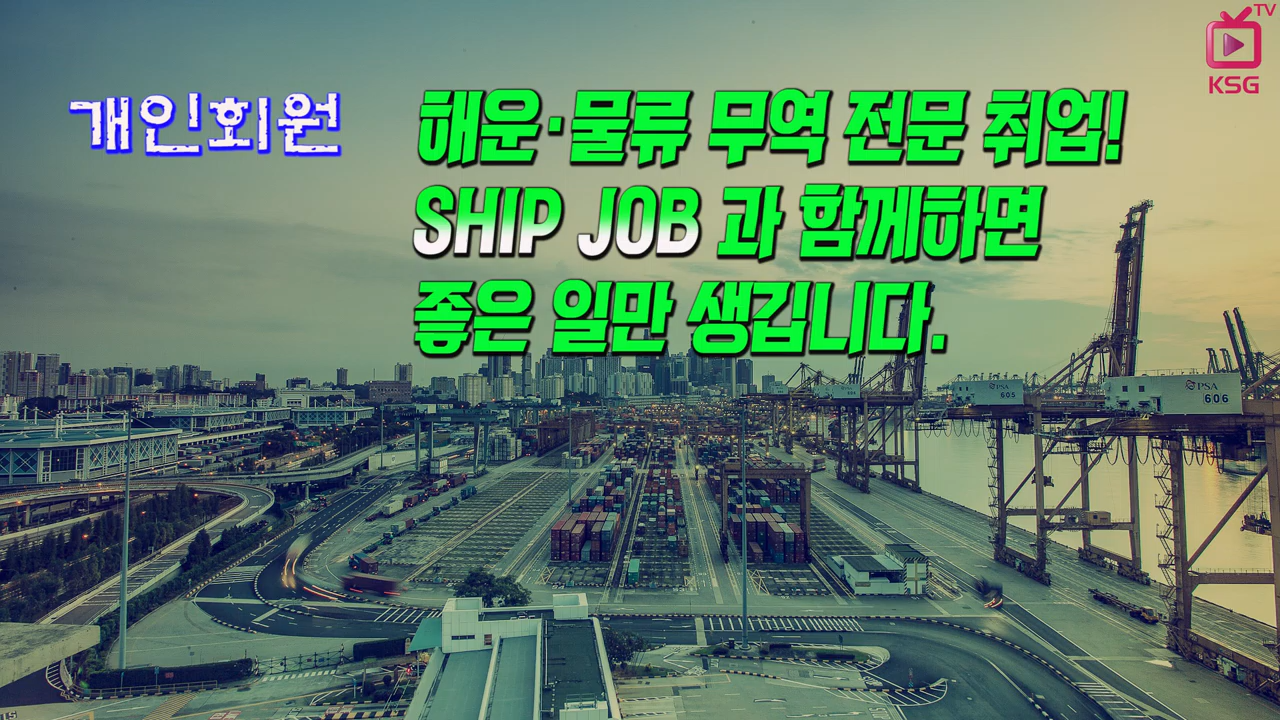 TV
KSG
개인회원
해운·물류 무역 전문 취업!
SHIP JOB 과 함께하면
좋은 일만 생깁니다.
PSA
605
PSA
606